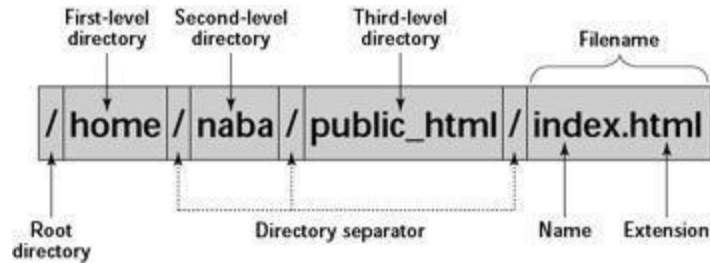 First-level directory
Second-level directory
Third-level directory
Filename
/home/naba/public_html/index.html
Root directory
Directory separator
Name
Extension